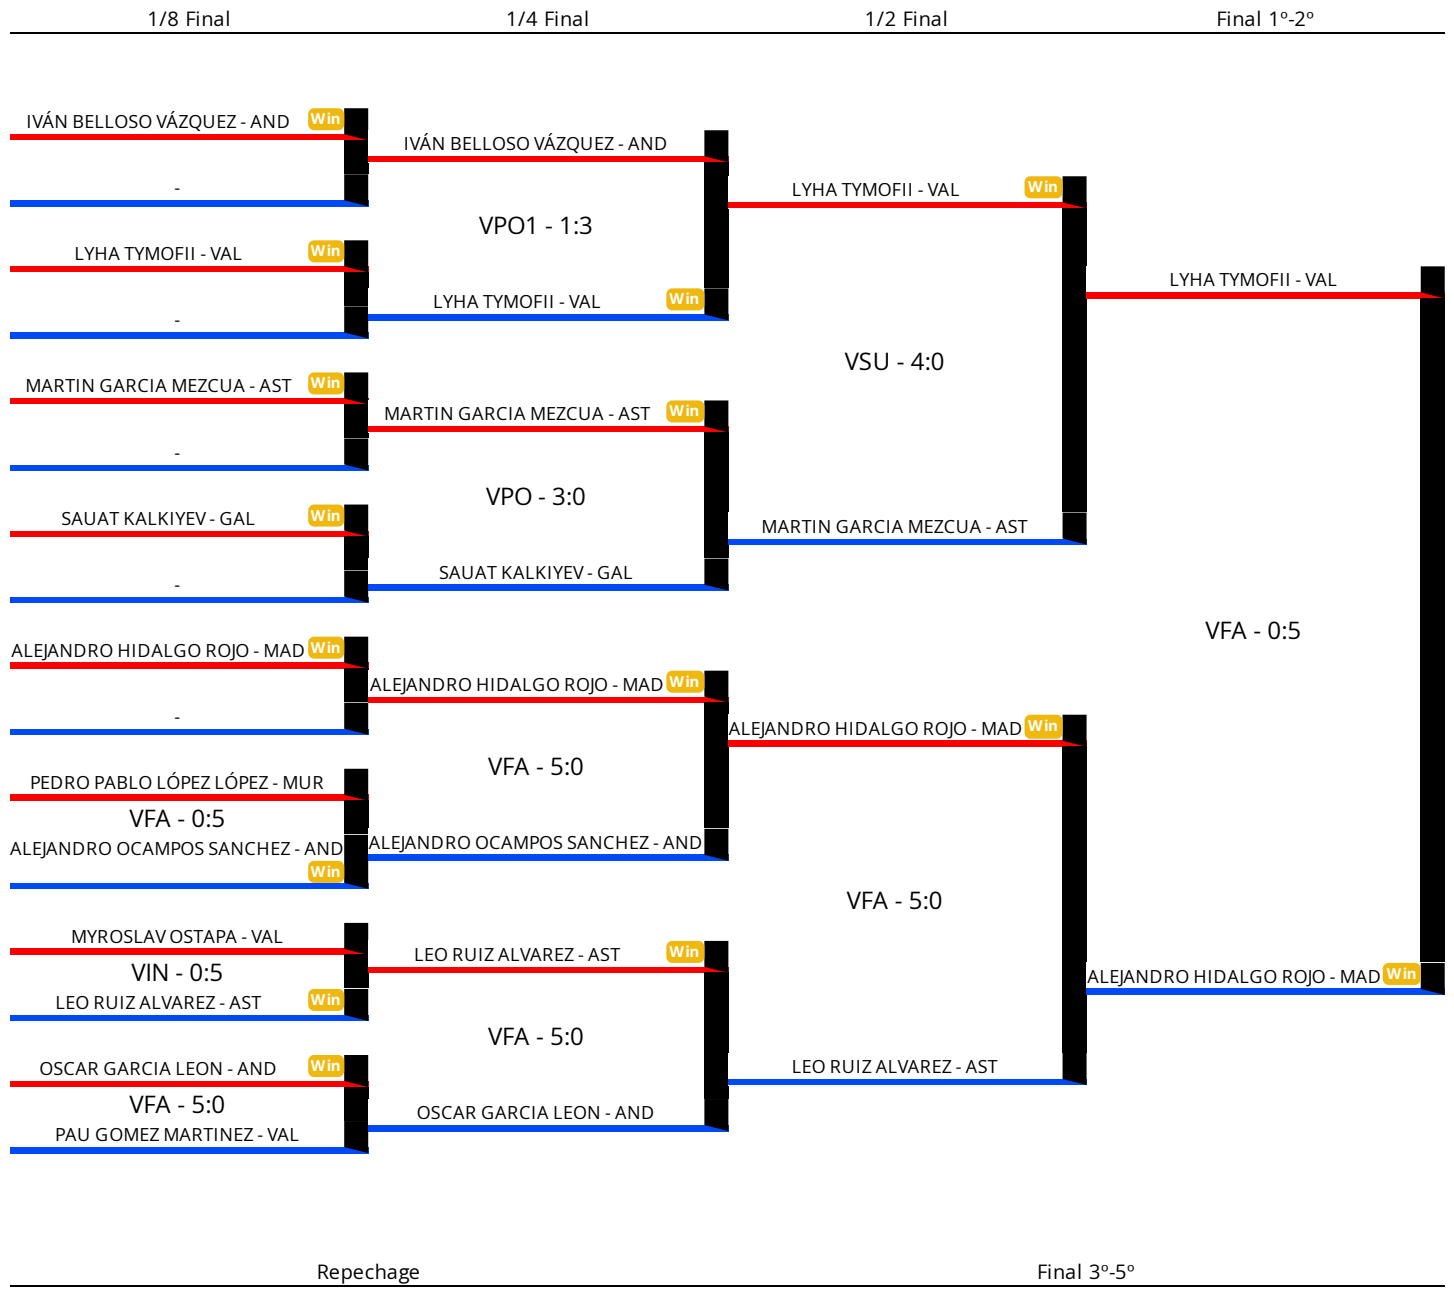 1/8 Final
1/4 Final
1/2 Final
Final 1º-2º
IVÁN BELLOSO VÁZQUEZ - AND
Win
-
LYHA TYMOFII - VAL
Win
-
MARTIN GARCIA MEZCUA - AST
Win
-
SAUAT KALKIYEV - GAL
Win
-
ALEJANDRO HIDALGO ROJO - MAD
Win
-
PEDRO PABLO LÓPEZ LÓPEZ - MUR
VFA - 0:5
ALEJANDRO OCAMPOS SANCHEZ - AND
Win
MYROSLAV OSTAPA - VAL
VIN - 0:5
LEO RUIZ ALVAREZ - AST
Win
OSCAR GARCIA LEON - AND
Win
VFA - 5:0
PAU GOMEZ MARTINEZ - VAL
IVÁN BELLOSO VÁZQUEZ - AND
VPO1 - 1:3
LYHA TYMOFII - VAL
Win
MARTIN GARCIA MEZCUA - AST
Win
VPO - 3:0
SAUAT KALKIYEV - GAL
ALEJANDRO HIDALGO ROJO - MAD
Win
VFA - 5:0
ALEJANDRO OCAMPOS SANCHEZ - AND
LEO RUIZ ALVAREZ - AST
Win
VFA - 5:0
OSCAR GARCIA LEON - AND
LYHA TYMOFII - VAL
Win
VSU - 4:0
MARTIN GARCIA MEZCUA - AST
ALEJANDRO HIDALGO ROJO - MAD
Win
VFA - 5:0
LEO RUIZ ALVAREZ - AST
LYHA TYMOFII - VAL
VFA - 0:5
ALEJANDRO HIDALGO ROJO - MAD
Win
Repechage
Final 3º-5º